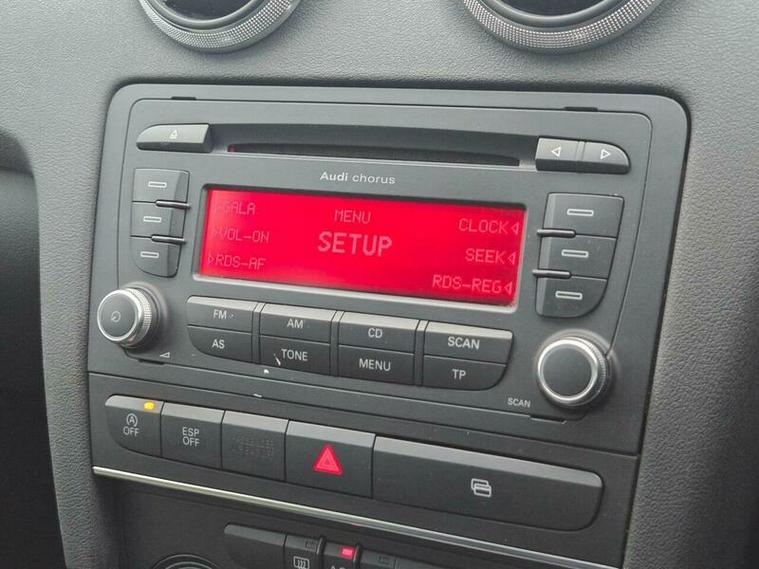 Audi chorus
GALA
MENU
CLOCK
VOL-ON
SETUP
SEEK
RDS-AF
RDS-REG
FM
AM
CD
SCAN
AS
TONE
MENU
TP
SCAN
A
OFF
ESP
OFF